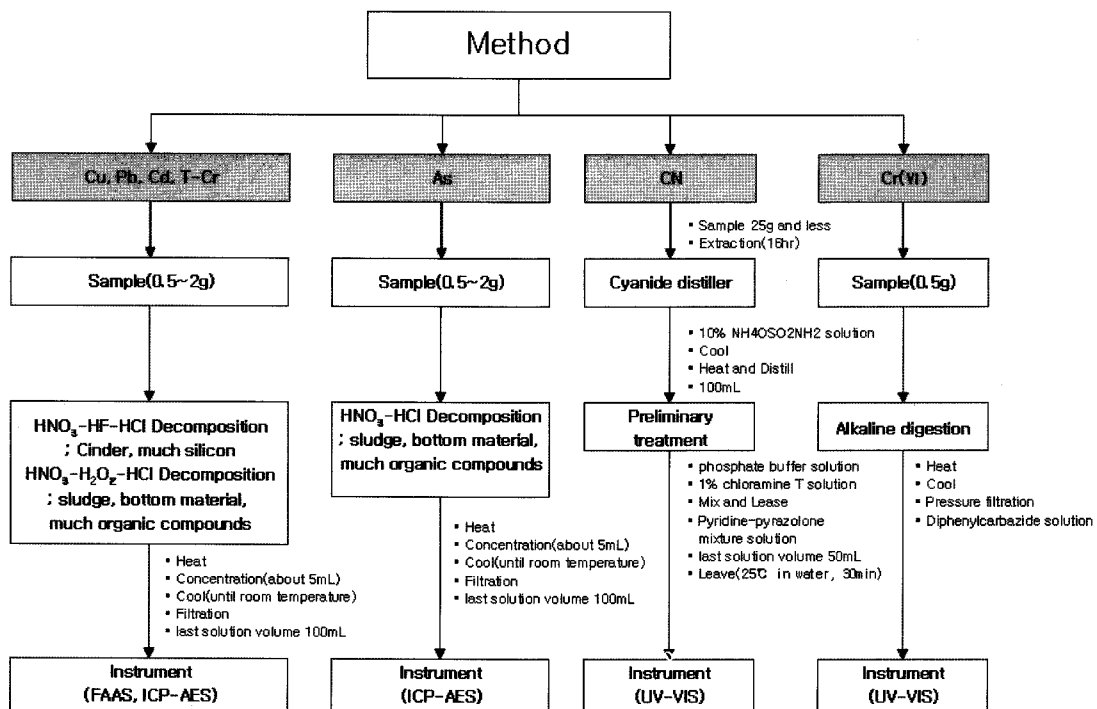 Method
Cu, Pb, Cd, T-Cr
Sample(0.5~2g)
HNO₃-HF-HCl Decomposition
; Cinder, much silicon
HNO₃-H₂O₂-HCl Decomposition
; sludge, bottom material,
much organic compounds
▪ Heat
▪ Concentration(about 5mL)
▪ Cool(until room temperature)
▪ Filtration
▪ last solution volume 100mL
Instrument
(FAAS, ICP-AES)
As
Sample(0.5~2g)
HNO₃-HCl Decomposition
; sludge, bottom material,
much organic compounds
▪ Heat
▪ Concentration(about 5mL)
▪ Cool(until room temperature)
▪ Filtration
▪ last solution volume 100mL
Instrument
(ICP-AES)
CN
▪ Sample 25g and less
▪ Extraction(16hr)
Cyanide distiller
▪ 10% NH4OSO2NH2 solution
▪ Cool
▪ Heat and Distill
▪ 100mL
Preliminary
treatment
▪ phosphate buffer solution
▪ 1% chloramine T solution
▪ Mix and Lease
▪ Pyridine-pyrazolone
mixture solution
▪ last solution volume 50mL
▪ Leave(25℃ in water, 30min)
Instrument
(UV-VIS)
Cr(VI)
Sample(0.5g)
Alkaline digestion
▪ Heat
▪ Cool
▪ Pressure filtration
▪ Diphenylcarbazide solution
Instrument
(UV-VIS)